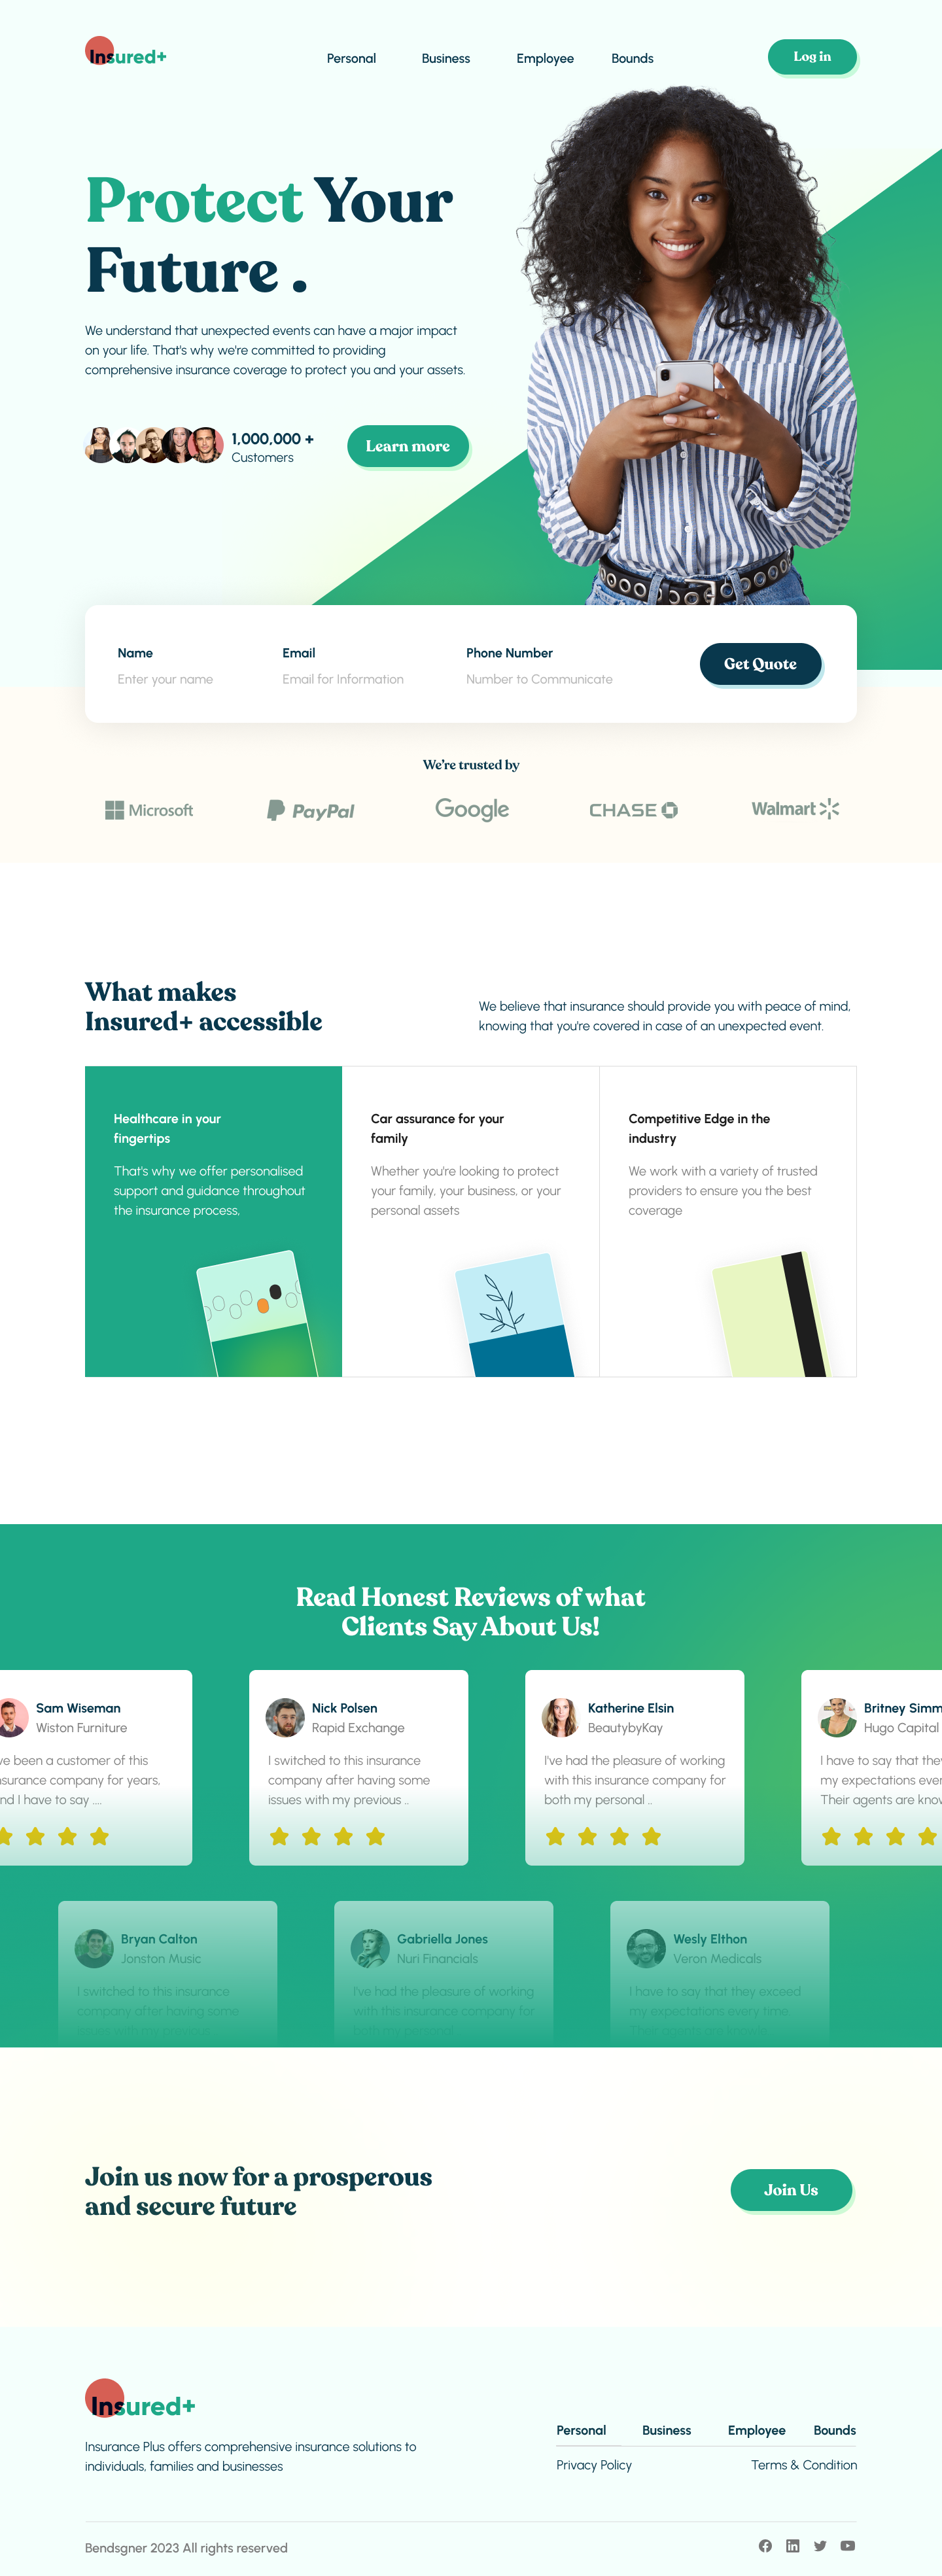 Insured+
Personal Business Employee Bounds
Log in
Protect Your
Future .
We understand that unexpected events can have a major impact
on your life. That's why we're committed to providing
comprehensive insurance coverage to protect you and your assets.
1,000,000 +
Customers
Learn more
Name Email Phone Number
Enter your name Email for Information Number to Communicate
Get Quote
We're trusted by
Microsoft PayPal Google CHASE Walmart
What makes
Insured+ accessible
We believe that insurance should provide you with peace of mind,
knowing that you're covered in case of an unexpected event.
Healthcare in your
fingertips
That's why we offer personalised
support and guidance throughout
the insurance process,
Car assurance for your
family
Whether you're looking to protect
your family, your business, or your
personal assets
Competitive Edge in the
industry
We work with a variety of trusted
providers to ensure you the best
coverage
Read Honest Reviews of what
Clients Say About Us!
Sam Wiseman
Wiston Furniture
ve been a customer of this
surance company for years,
nd I have to say ....
Nick Polsen
Rapid Exchange
I switched to this insurance
company after having some
issues with my previous ..
Katherine Elsin
BeautybyKay
I've had the pleasure of working
with this insurance company for
both my personal ..
Britney Simm
Hugo Capital
I have to say that they
my expectations ever
Their agents are know
Bryan Calton
Jonston Music
I switched to this insurance
company after having some
issues with my previous
Gabriella Jones
Nuri Financials
I've had the pleasure of working
with this insurance company for
both my personal
Wesly Elthon
Veron Medicals
I have to say that they exceed
my expectations every time.
Their agents are
Join us now for a prosperous
and secure future
Join Us
Insured+
Insurance Plus offers comprehensive insurance solutions to
individuals, families and businesses
Personal Business Employee Bounds
Privacy Policy Terms & Condition
Bendsgner 2023 All rights reserved